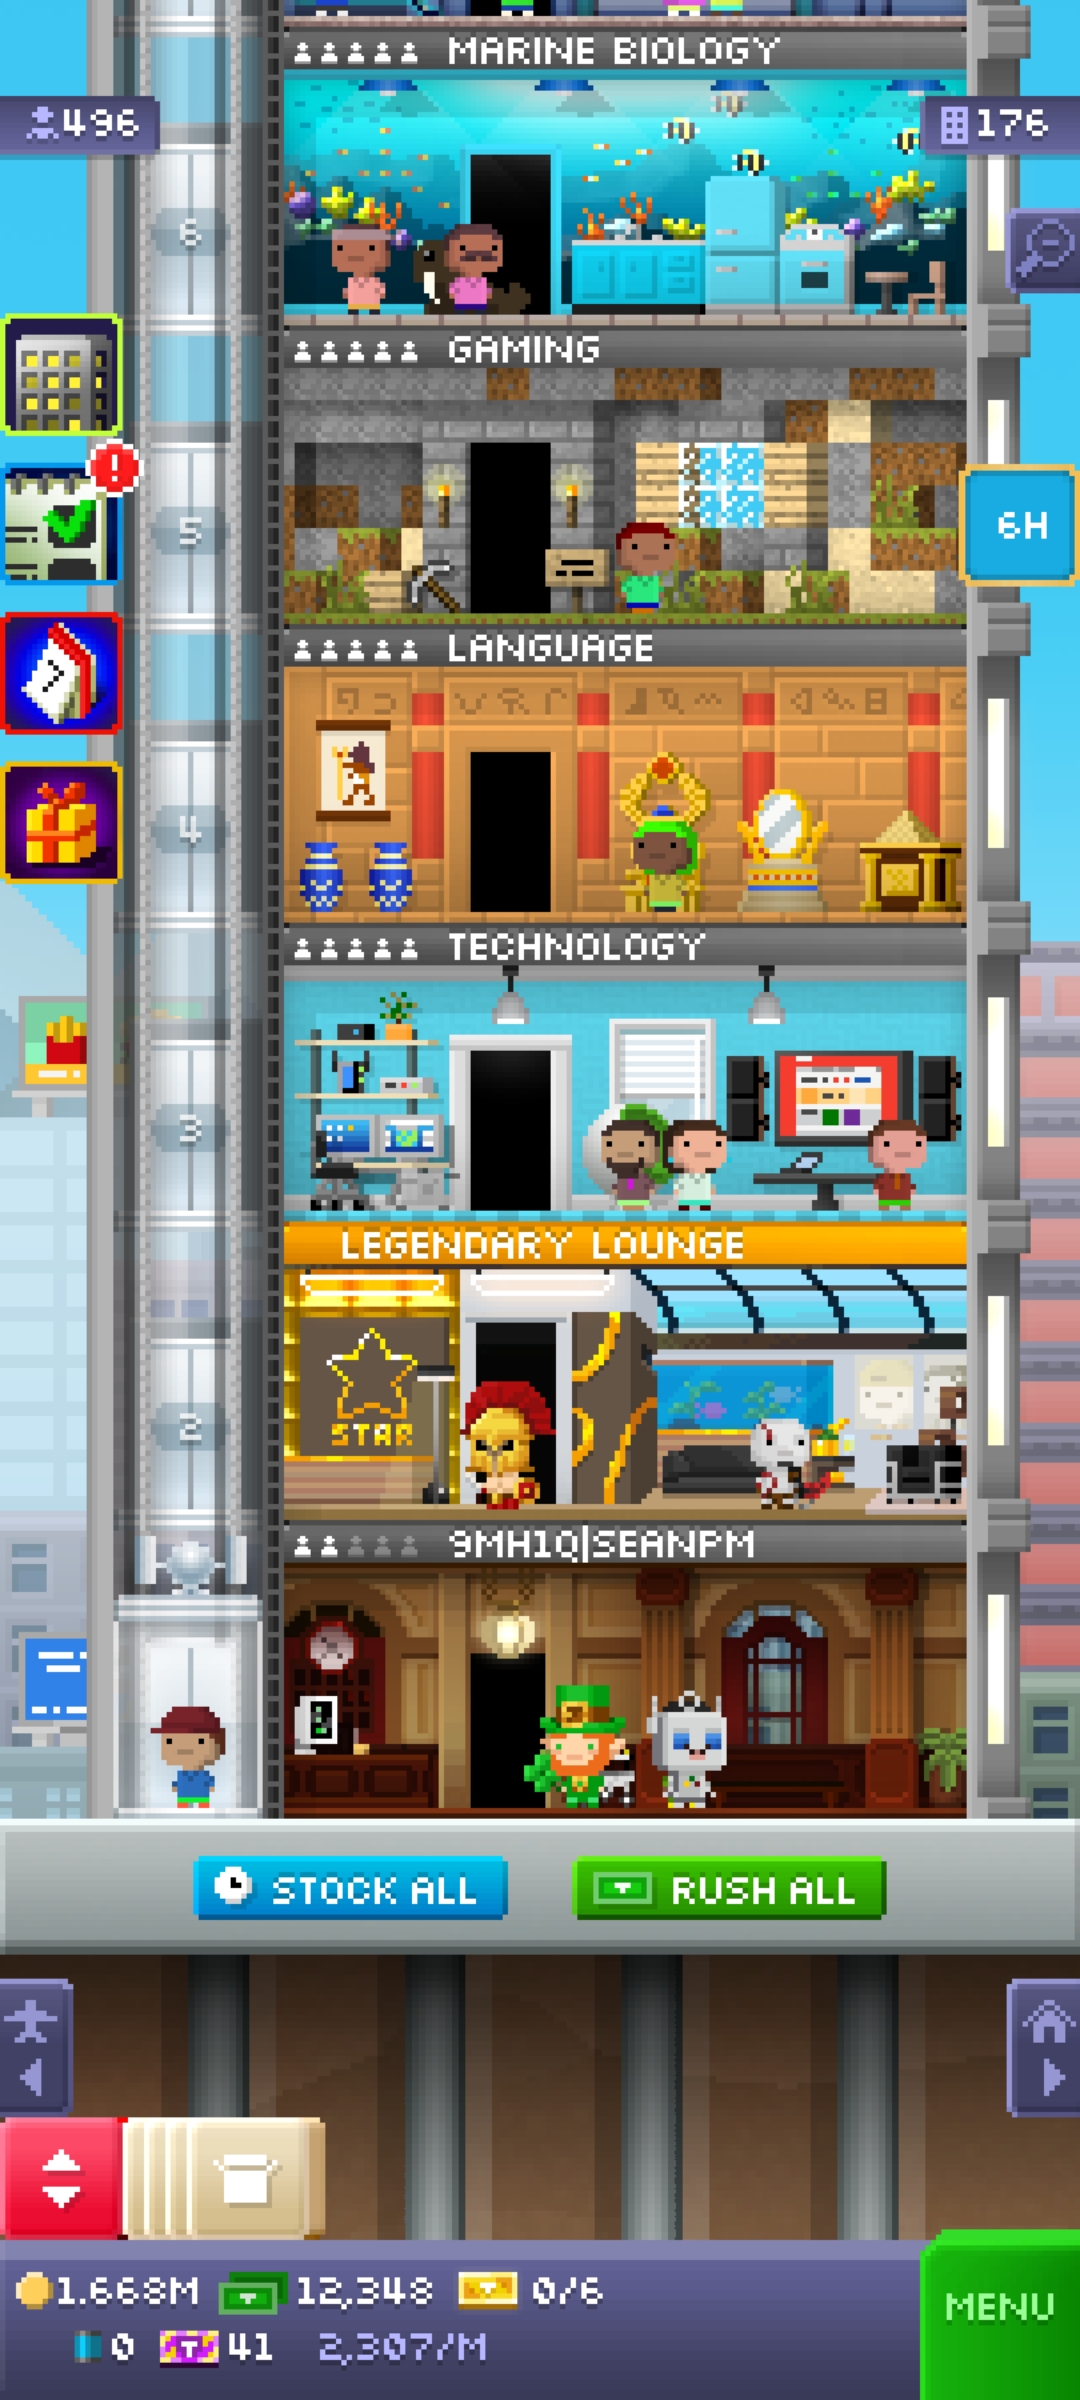 MARINE BIOLOGY
496
176
6
GAMING
5
6H
LANGUAGE
7
4
TECHNOLOGY
3
LEGENDARY LOUNGE
STAR
2
9MH1Q|SEANPM
STOCK ALL
RUSH ALL
1.668M
12,348
0/6
MENU
0
41
2,307/M